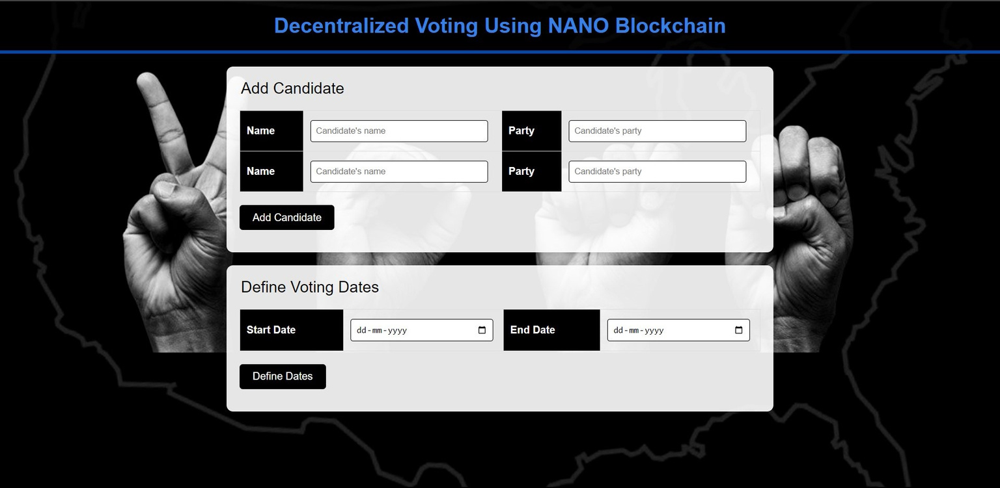 Decentralized Voting Using NANO Blockchain
Add Candidate
Name Candidate's name Party Candidate's party
Name Candidate's name Party Candidate's party
Add Candidate
Define Voting Dates
Start Date dd-mm-yyyy End Date dd-mm-yyyy
Define Dates